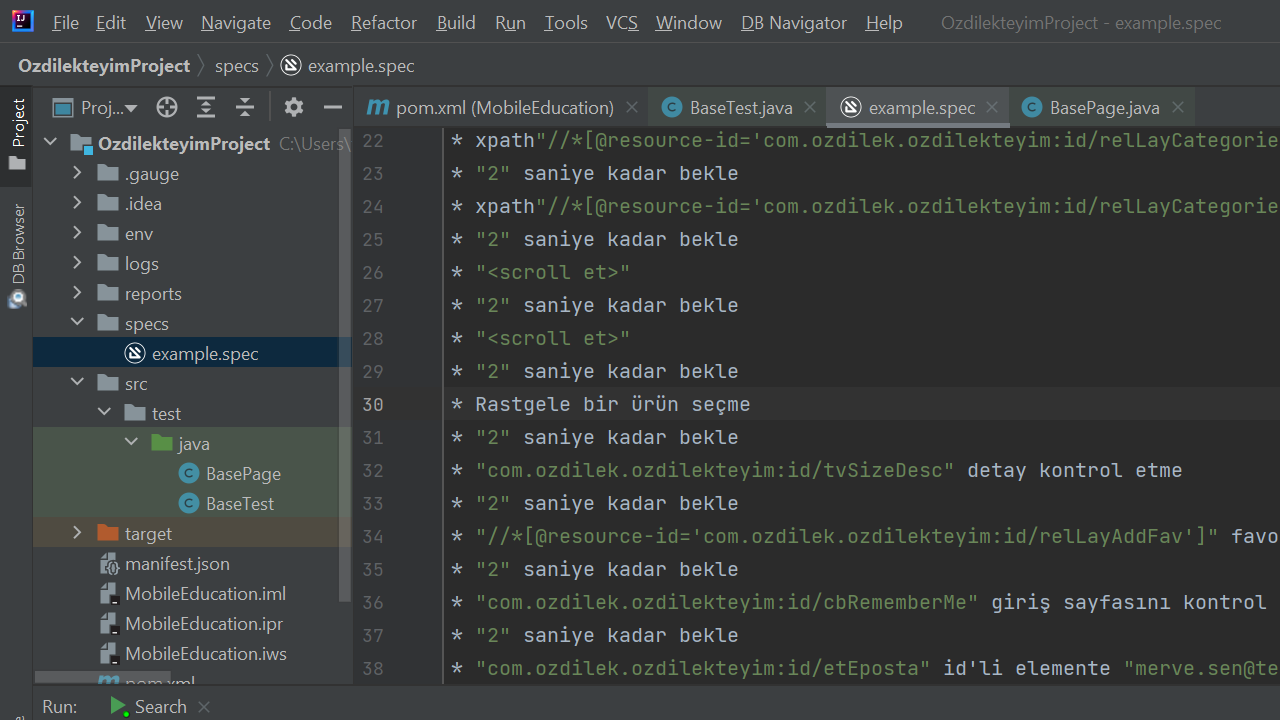 File Edit View Navigate Code Refactor Build Run Tools VCS Window DB Navigator Help OzdilekteyimProject - example.spec
OzdilekteyimProject specs example.spec
Project
DB Browser
Proj...
OzdilekteyimProject C:\Users\
.gauge
.idea
env
logs
reports
specs
example.spec
src
test
java
BasePage
BaseTest
target
manifest.json
MobileEducation.iml
MobileEducation.ipr
MobileEducation.iws
pom.xml
pom.xml (MobileEducation) BaseTest.java example.spec BasePage.java
22 * xpath"//*[@resource-id='com.ozdilek.ozdilekteyim:id/relLayCategorie
23 * "2" saniye kadar bekle
24 * xpath"//*[@resource-id='com.ozdilek.ozdilekteyim:id/relLayCategorie
25 * "2" saniye kadar bekle
26 * "<scroll et>"
27 * "2" saniye kadar bekle
28 * "<scroll et>"
29 * "2" saniye kadar bekle
30 * Rastgele bir ürün seçme
31 * "2" saniye kadar bekle
32 * "com.ozdilek.ozdilekteyim:id/tvSizeDesc" detay kontrol etme
33 * "2" saniye kadar bekle
34 * "//*[@resource-id='com.ozdilek.ozdilekteyim:id/relLayAddFav']" favo
35 * "2" saniye kadar bekle
36 * "com.ozdilek.ozdilekteyim:id/cbRememberMe" giriş sayfasını kontrol
37 * "2" saniye kadar bekle
38 * "com.ozdilek.ozdilekteyim:id/etEposta" id'li elemente "merve.sen@te
Run: Search